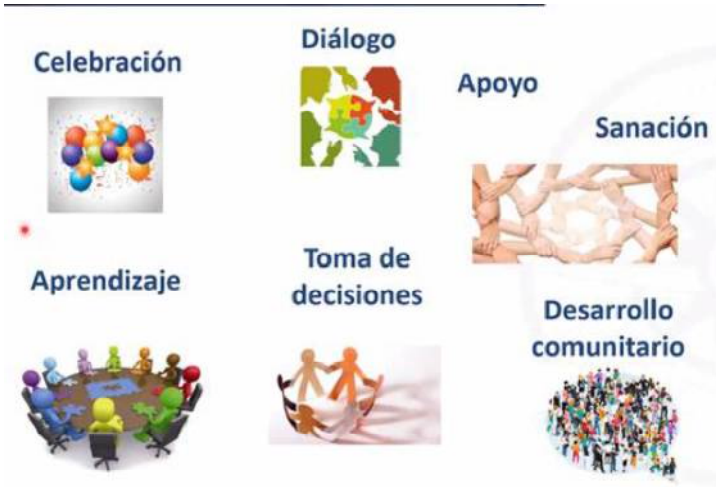 Celebración
Diálogo
Apoyo
Sanación
Aprendizaje
Toma de
decisiones
Desarrollo
comunitario